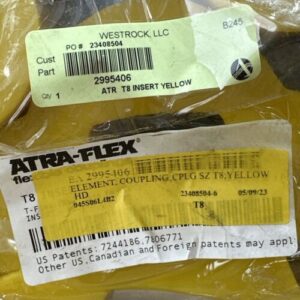 WESTROCK, LLC
B245
PO # 23408504
Cust
Part 2995406
Qty 1 ATR T8 INSERT YELLOW
ATRA-FLEX®
EA 2995406
ELEMENT, COUPLING, CPLG SZ T8;YELLOW
HD
23408504-6 05/09/23
T8
T8
US Patents: 7244186.7L06771
Other US,Canadian and Foreign patents may appl